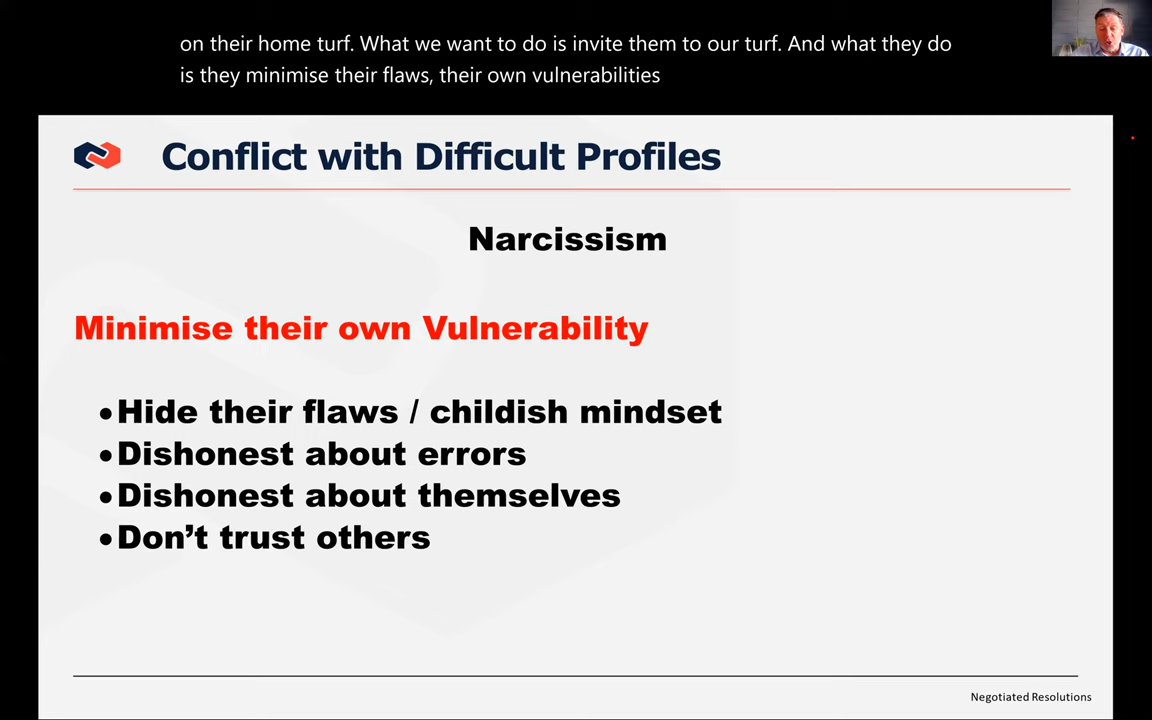 on their home turf. What we want to do is invite them to our turf. And what they do
is they minimise their flaws, their own vulnerabilities
Conflict with Difficult Profiles
Narcissism
Minimise their own Vulnerability
•Hide their flaws / childish mindset
•Dishonest about errors
•Dishonest about themselves
•Don’t trust others
Negotiated Resolutions